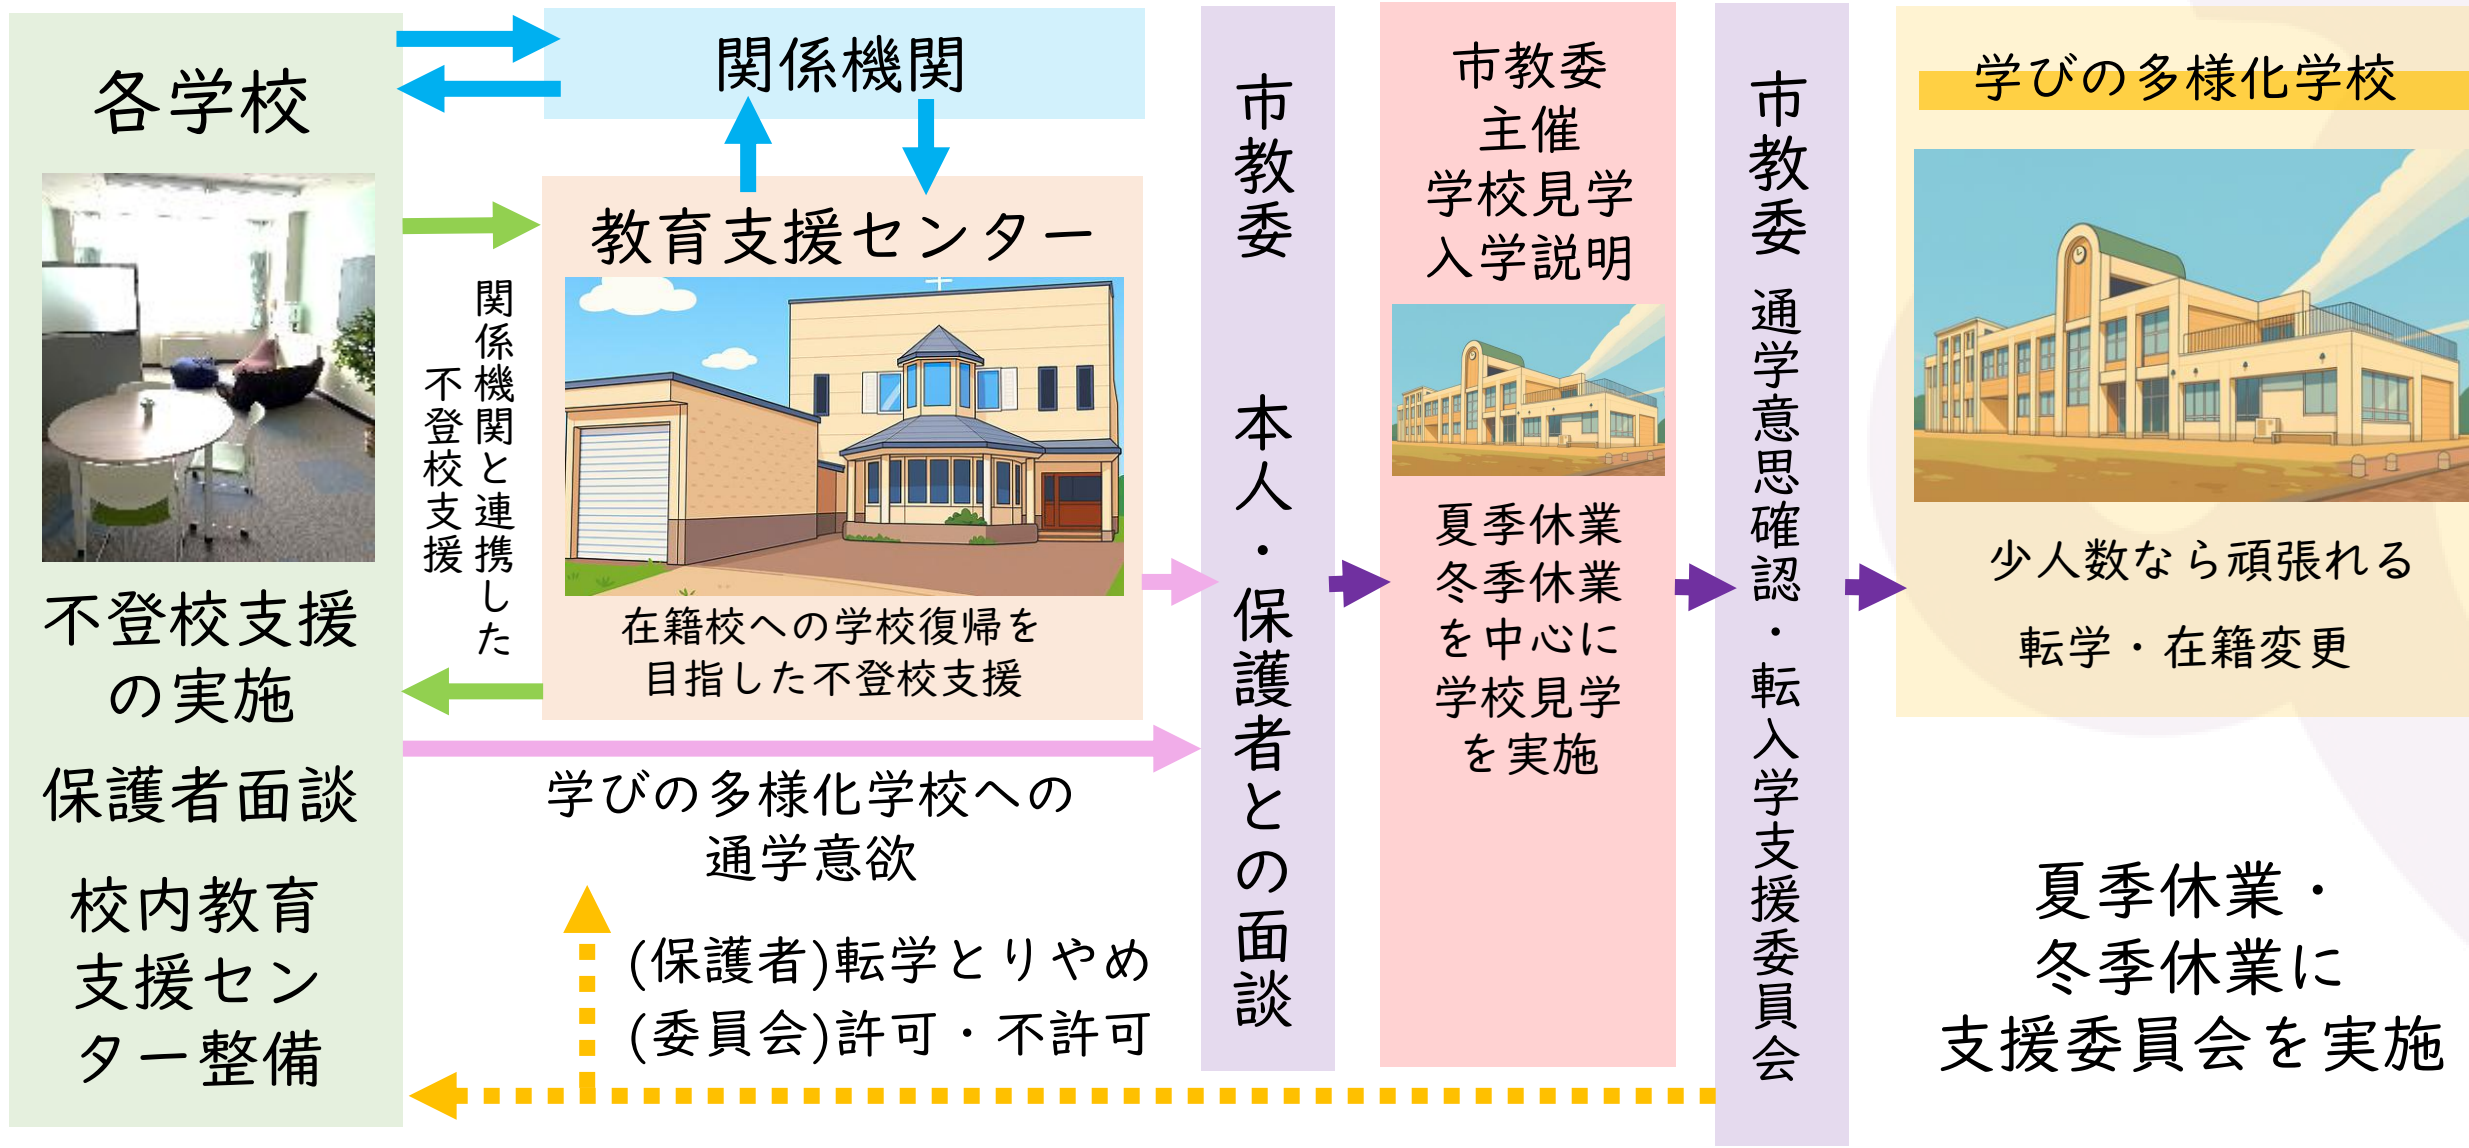 各学校
不登校支援
の実施
保護者面談
校内教育
支援セン
ター整備
関係機関
関係機関と連携した
不登校支援
教育支援センター
在籍校への学校復帰を
目指した不登校支援
学びの多様化学校への
通学意欲
(保護者)転学とりやめ
(委員会)許可・不許可
市教委 本人・保護者との面談
市教委
主催
学校見学
入学説明
夏季休業
冬季休業
を中心に
学校見学
を実施
市教委 通学意思確認・転入学支援委員会
学びの多様化学校
少人数なら頑張れる
転学・在籍変更
夏季休業・
冬季休業に
支援委員会を実施